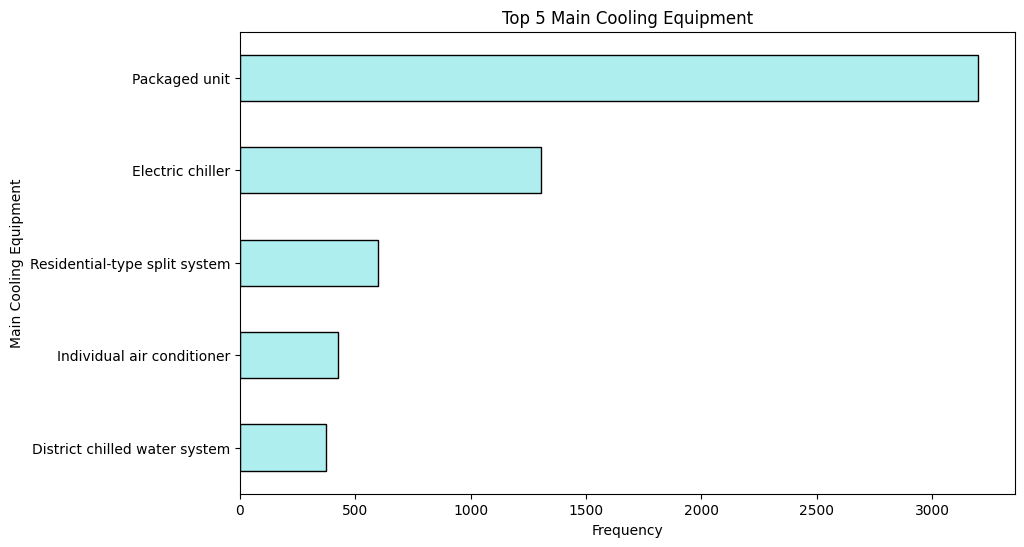 Top 5 Main Cooling Equipment
Main Cooling Equipment
Packaged unit
Electric chiller
Residential-type split system
Individual air conditioner
District chilled water system
0 500 1000 1500 2000 2500 3000
Frequency